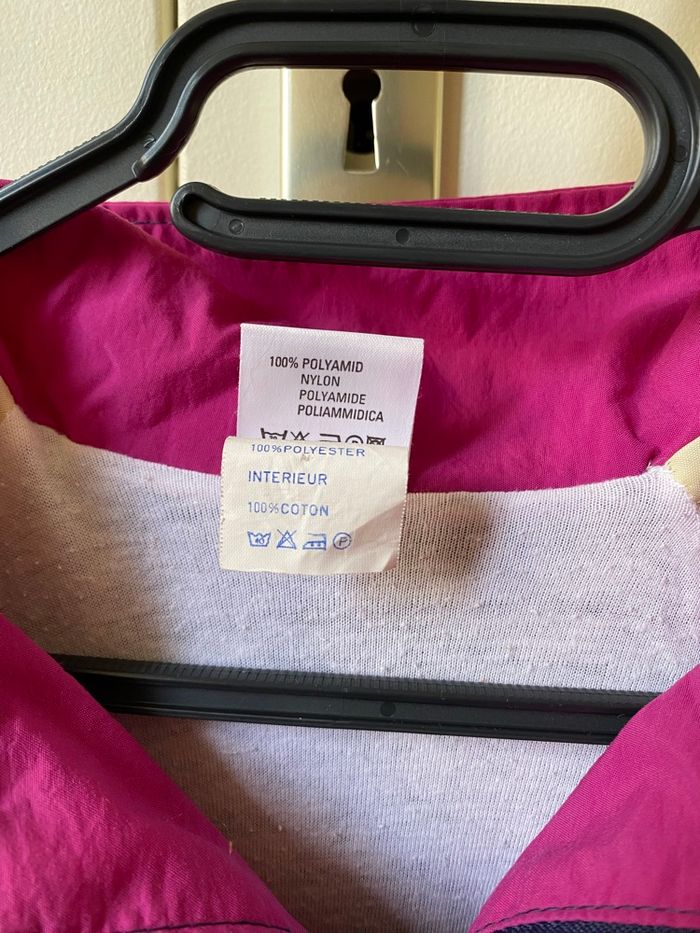 100% POLYAMID
NYLON
POLYAMIDE
POLIAMMIDICA
100%POLYESTER
INTERIEUR
100%COTON
P